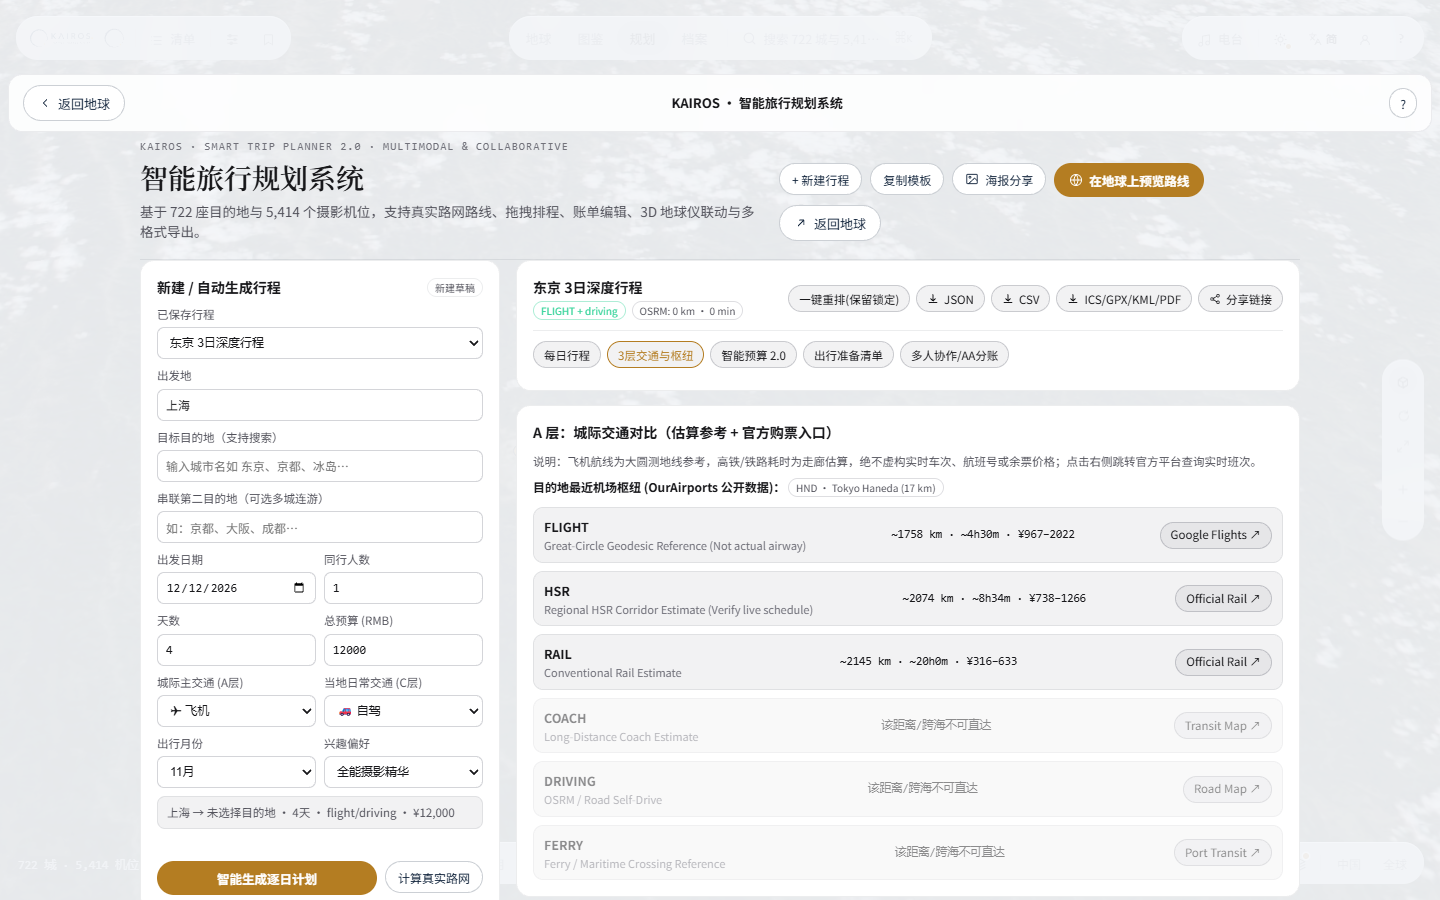 返回地球
KAIROS · 智能旅行规划系统
?
KAIROS · SMART TRIP PLANNER 2.0 · MULTIMODAL & COLLABORATIVE
智能旅行规划系统
基于 722 座目的地与 5,414 个摄影机位，支持真实路网路线、拖拽排程、账单编辑、3D 地球仪联动与多
格式导出。
+ 新建行程
复制模板
海报分享
在地球上预览路线
返回地球
新建 / 自动生成行程
新建草稿
已保存行程
东京 3日深度行程
出发地
上海
目标目的地（支持搜索）
输入城市名如 东京、京都、冰岛…
串联第二目的地（可选多城连游）
如：京都、大阪、成都…
出发日期
同行人数
12/12/2026
1
天数
总预算 (RMB)
4
12000
城际主交通 (A层)
当地日常交通 (C层)
✈ 飞机
🚗 自驾
出行月份
兴趣偏好
11月
全能摄影精华
上海 → 未选择目的地 · 4天 · flight/driving · ¥12,000
智能生成逐日计划
计算真实路网
东京 3日深度行程
FLIGHT + driving
OSRM: 0 km · 0 min
一键重排(保留锁定)
JSON
CSV
ICS/GPX/KML/PDF
分享链接
每日行程
3层交通与枢纽
智能预算 2.0
出行准备清单
多人协作/AA分账
A 层：城际交通对比（估算参考 + 官方购票入口）
说明：飞机航线为大圆测地线参考，高铁/铁路耗时为走廊估算，绝不虚构实时车次、航班号或余票价格；点击右侧跳转官方平台查询实时班次。
目的地最近机场枢纽 (OurAirports 公开数据)：
HND · Tokyo Haneda (17 km)
FLIGHT
Great-Circle Geodesic Reference (Not actual airway)
~1758 km · ~4h30m · ¥967-2022
Google Flights ↗
HSR
Regional HSR Corridor Estimate (Verify live schedule)
~2074 km · ~8h34m · ¥738-1266
Official Rail ↗
RAIL
Conventional Rail Estimate
~2145 km · ~20h0m · ¥316-633
Official Rail ↗
COACH
Long-Distance Coach Estimate
该距离/跨海不可直达
Transit Map ↗
DRIVING
OSRM / Road Self-Drive
该距离/跨海不可直达
Road Map ↗
FERRY
Ferry / Maritime Crossing Reference
该距离/跨海不可直达
Port Transit ↗
722 城 · 5,414 机位